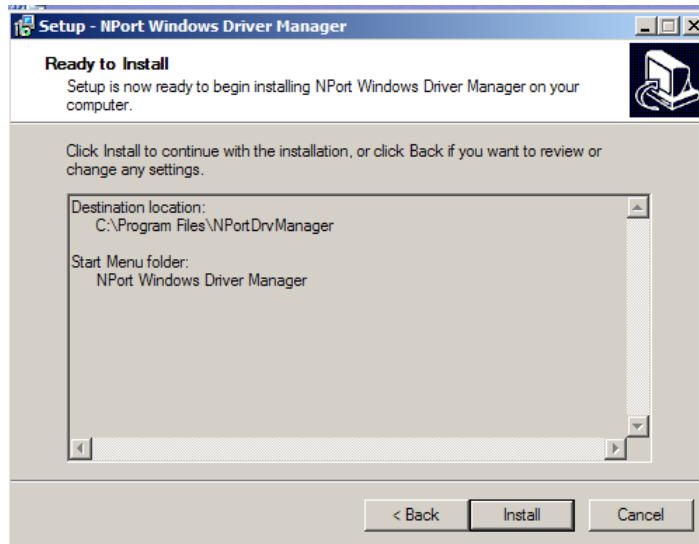 Setup - NPort Windows Driver Manager
Ready to Install
Setup is now ready to begin installing NPort Windows Driver Manager on your
computer.
Click Install to continue with the installation, or click Back if you want to review or
change any settings.
Destination location:
C:\Program Files\NPortDrvManager
Start Menu folder:
NPort Windows Driver Manager
< Back
Install
Cancel